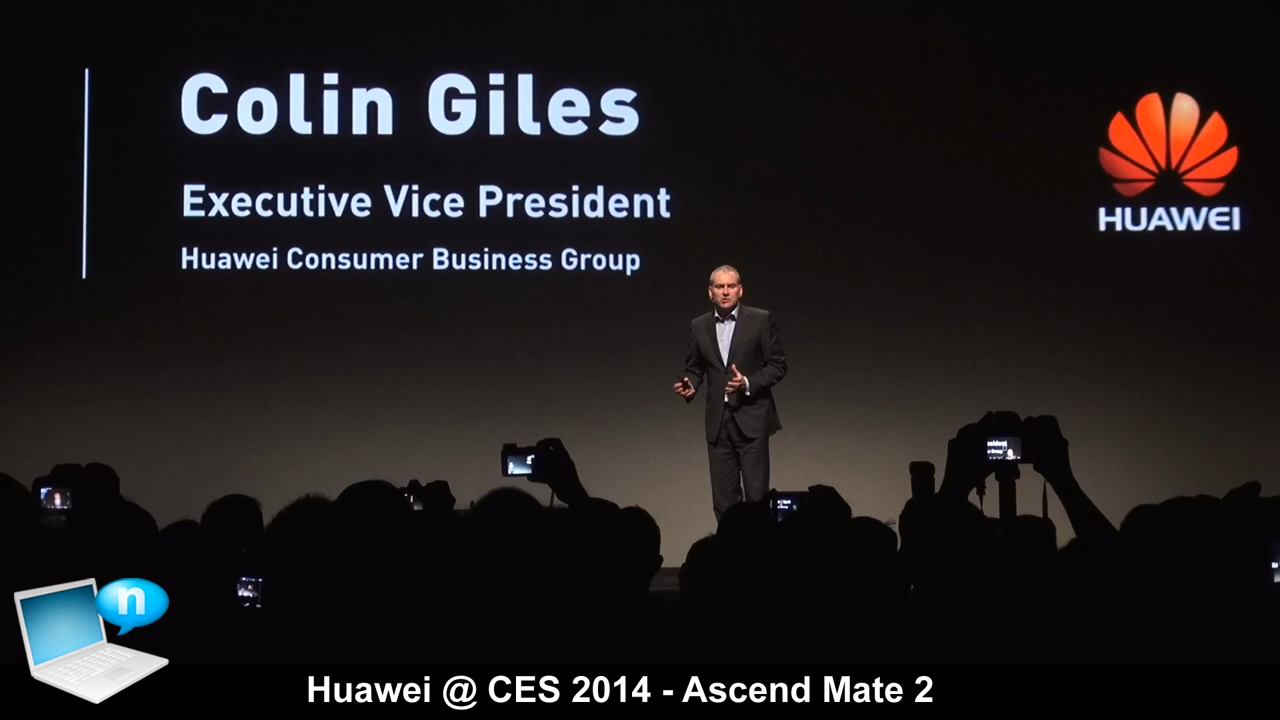 Colin Giles
Executive Vice President
Huawei Consumer Business Group
HUAWEI
n
Huawei @ CES 2014 - Ascend Mate 2